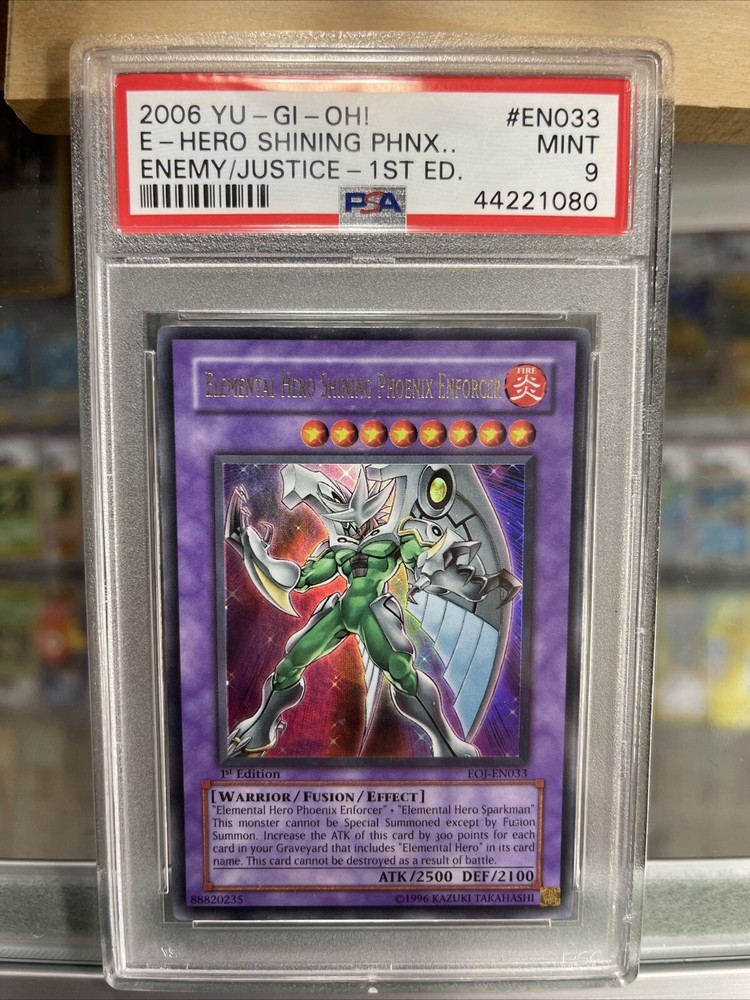 2006 YU-GI-OH! #EN033
E-HERO SHINING PHNX.. MINT
ENEMY/JUSTICE-1ST ED. 9
PSA 44221080
Elemental Hero Shining Phoenix Enforcer
FIRE
炎
1st Edition EOJ-EN033
[WARRIOR/FUSION/EFFECT]
"Elemental Hero Phoenix Enforcer" • "Elemental Hero Sparkman"
This monster cannot be Special Summoned except by Fusion
Summon. Increase the ATK of this card by 300 points for each
card in your Graveyard that includes "Elemental Hero" in its card
name. This card cannot be destroyed as a result of battle.
ATK/2500 DEF/2100
88820235 ©1996 KAZUKI TAKAHASHI